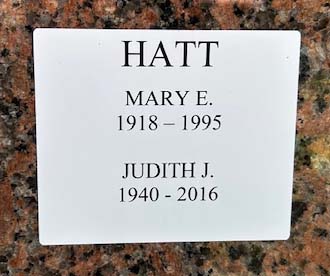 HATT
MARY E.
1918 – 1995
JUDITH J.
1940 - 2016